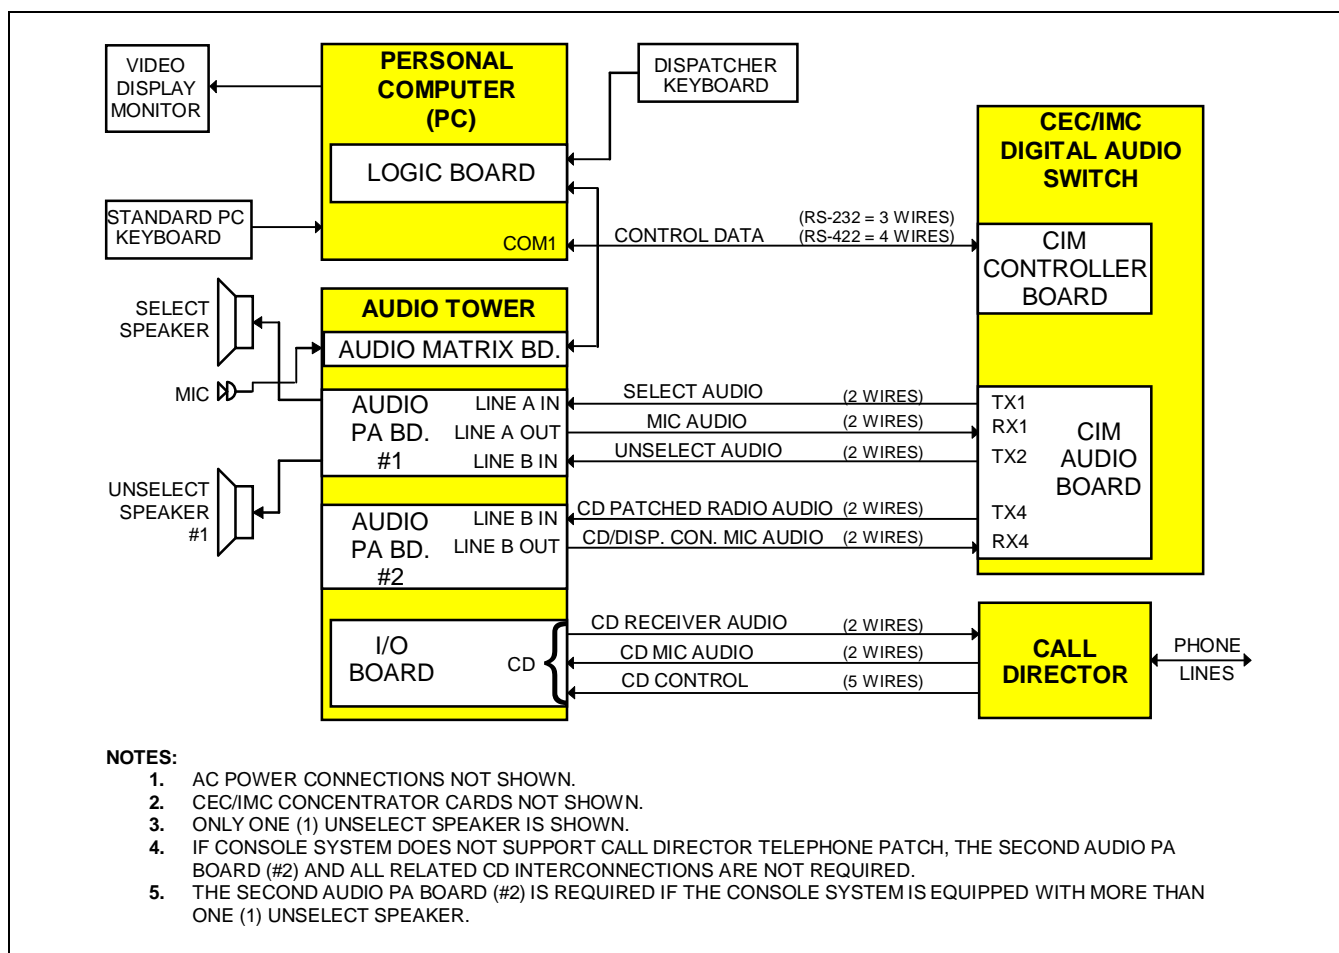 VIDEO
DISPLAY
MONITOR
PERSONAL
COMPUTER
(PC)
LOGIC BOARD
COM1
DISPATCHER
KEYBOARD
STANDARD PC
KEYBOARD
CEC/IMC
DIGITAL AUDIO
SWITCH
CONTROL DATA
(RS-232 = 3 WIRES)
(RS-422 = 4 WIRES)
CIM
CONTROLLER
BOARD
SELECT
SPEAKER
MIC
AUDIO TOWER
AUDIO MATRIX BD.
AUDIO
PA BD.
#1
LINE A IN
LINE A OUT
LINE B IN
SELECT AUDIO (2 WIRES)
MIC AUDIO (2 WIRES)
UNSELECT AUDIO (2 WIRES)
TX1
RX1
TX2
TX4
RX4
CIM
AUDIO
BOARD
UNSELECT
SPEAKER
#1
AUDIO
PA BD.
#2
LINE B IN
LINE B OUT
CD PATCHED RADIO AUDIO (2 WIRES)
CD/DISP. CON. MIC AUDIO (2 WIRES)
I/O
BOARD
CD
CD RECEIVER AUDIO (2 WIRES)
CD MIC AUDIO (2 WIRES)
CD CONTROL (5 WIRES)
CALL
DIRECTOR
PHONE
LINES
NOTES:
1. AC POWER CONNECTIONS NOT SHOWN.
2. CEC/IMC CONCENTRATOR CARDS NOT SHOWN.
3. ONLY ONE (1) UNSELECT SPEAKER IS SHOWN.
4. IF CONSOLE SYSTEM DOES NOT SUPPORT CALL DIRECTOR TELEPHONE PATCH, THE SECOND AUDIO PA
BOARD (#2) AND ALL RELATED CD INTERCONNECTIONS ARE NOT REQUIRED.
5. THE SECOND AUDIO PA BOARD (#2) IS REQUIRED IF THE CONSOLE SYSTEM IS EQUIPPED WITH MORE THAN
ONE (1) UNSELECT SPEAKER.